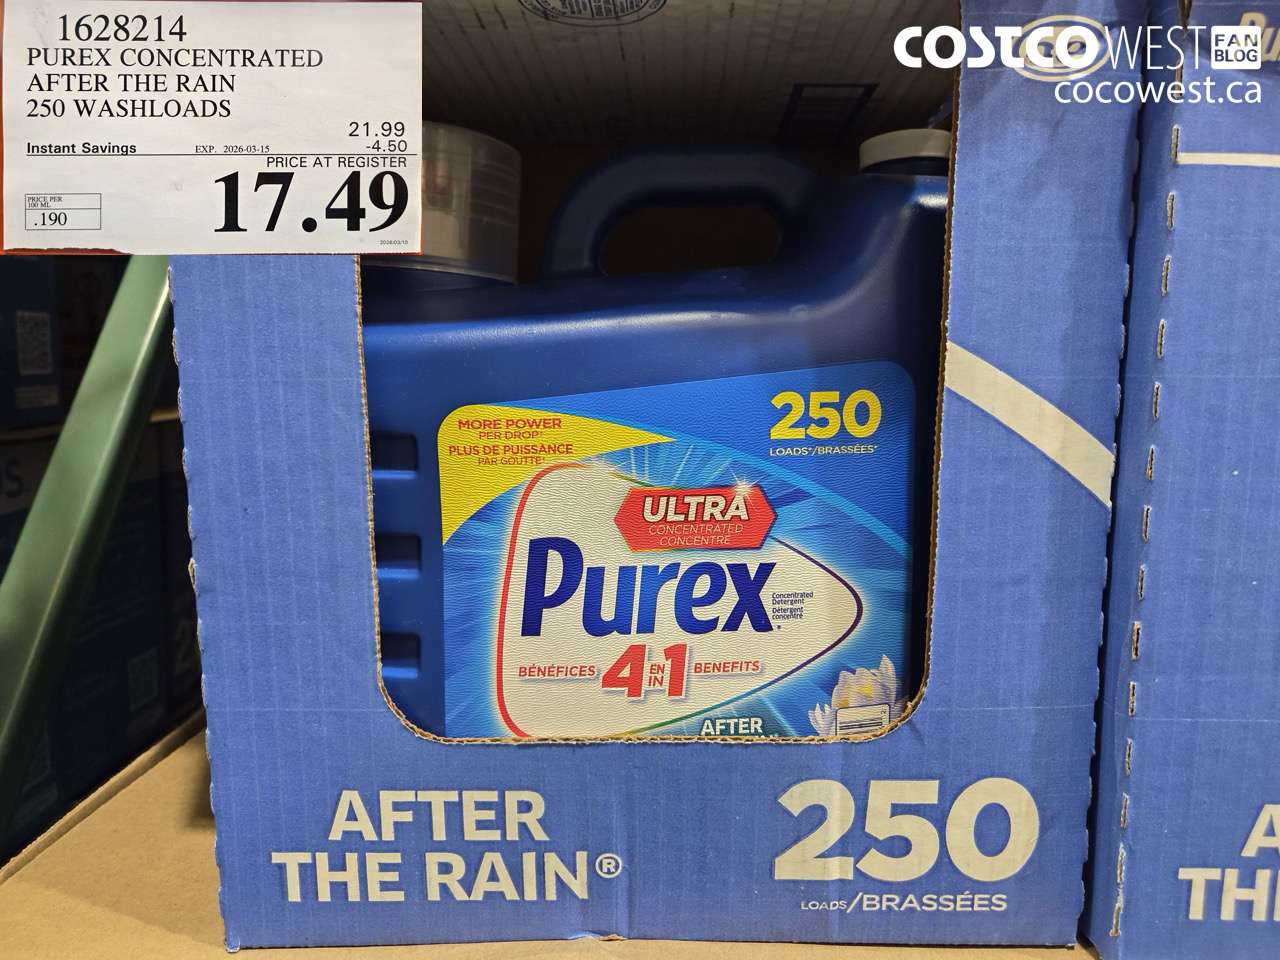 1628214
PUREX CONCENTRATED
AFTER THE RAIN
250 WASHLOADS
21.99
Instant Savings EXP. 2026-03-15 -4.50
PRICE AT REGISTER
17.49
PRICE PER
100 ML
.190
COSTCO WEST FAN BLOG
cocowest.ca
MORE POWER
PER DROP†
PLUS DE PUISSANCE
PAR GOUTTE†
250
LOADS*/BRASSÉES*
ULTRA
CONCENTRATED
CONCENTRÉ
Purex
Concentrated
Detergent
Détergent
concentré
BÉNÉFICES 4 EN IN 1 BENEFITS
AFTER
AFTER
THE RAIN®
250
LOADS/BRASSÉES
A
TH